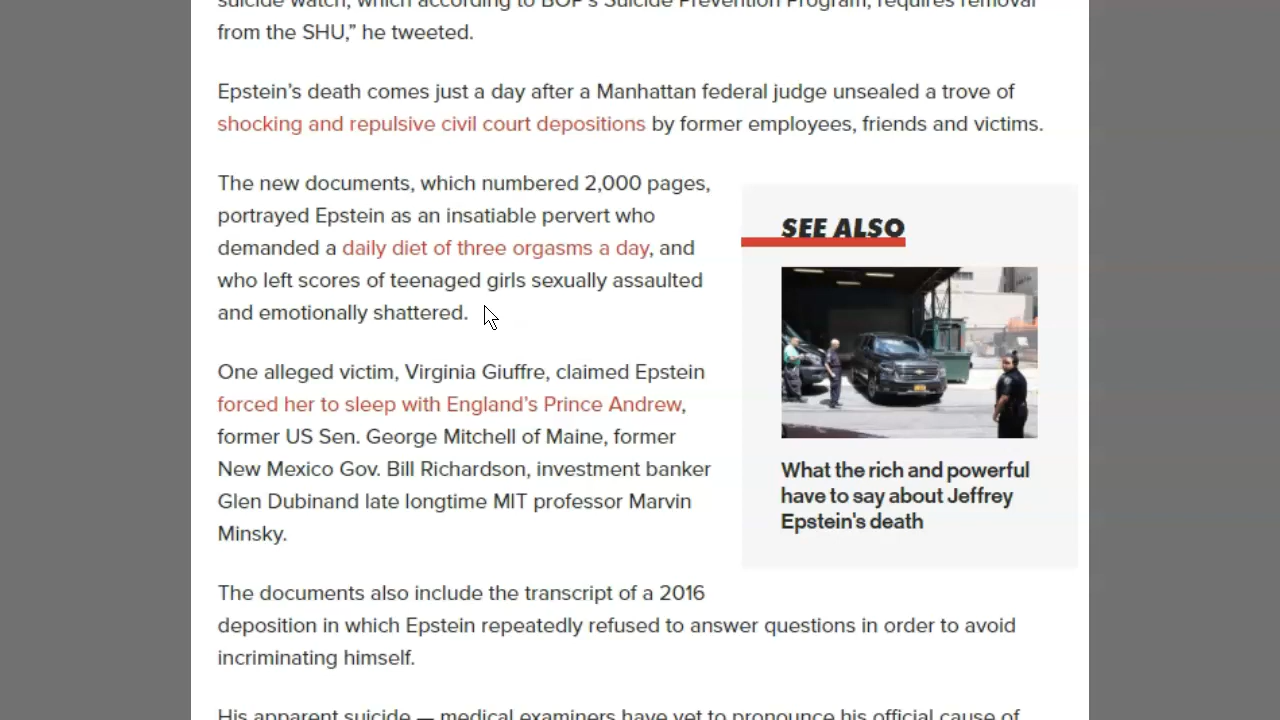 suicide watch, which according to BOP's Suicide Prevention Program, requires removal
from the SHU,” he tweeted.
Epstein’s death comes just a day after a Manhattan federal judge unsealed a trove of
shocking and repulsive civil court depositions by former employees, friends and victims.
The new documents, which numbered 2,000 pages,
portrayed Epstein as an insatiable pervert who
demanded a daily diet of three orgasms a day, and
who left scores of teenaged girls sexually assaulted
and emotionally shattered.
One alleged victim, Virginia Giuffre, claimed Epstein
forced her to sleep with England’s Prince Andrew,
former US Sen. George Mitchell of Maine, former
New Mexico Gov. Bill Richardson, investment banker
Glen Dubinand late longtime MIT professor Marvin
Minsky.
SEE ALSO
What the rich and powerful
have to say about Jeffrey
Epstein's death
The documents also include the transcript of a 2016
deposition in which Epstein repeatedly refused to answer questions in order to avoid
incriminating himself.
His apparent suicide — medical examiners have yet to pronounce his official cause of